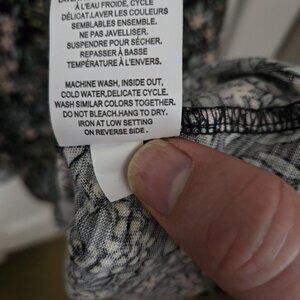 À L'EAU FROIDE, CYCLE
DÉLICAT.LAVER LES COULEURS
SEMBLABLES ENSEMBLE.
NE PAS JAVELLISER.
SUSPENDRE POUR SÉCHER.
REPASSER À BASSE
TEMPÉRATURE À L'ENVERS.
MACHINE WASH, INSIDE OUT,
COLD WATER,DELICATE CYCLE.
WASH SIMILAR COLORS TOGETHER.
DO NOT BLEACH.HANG TO DRY.
IRON AT LOW SETTING
ON REVERSE SIDE .